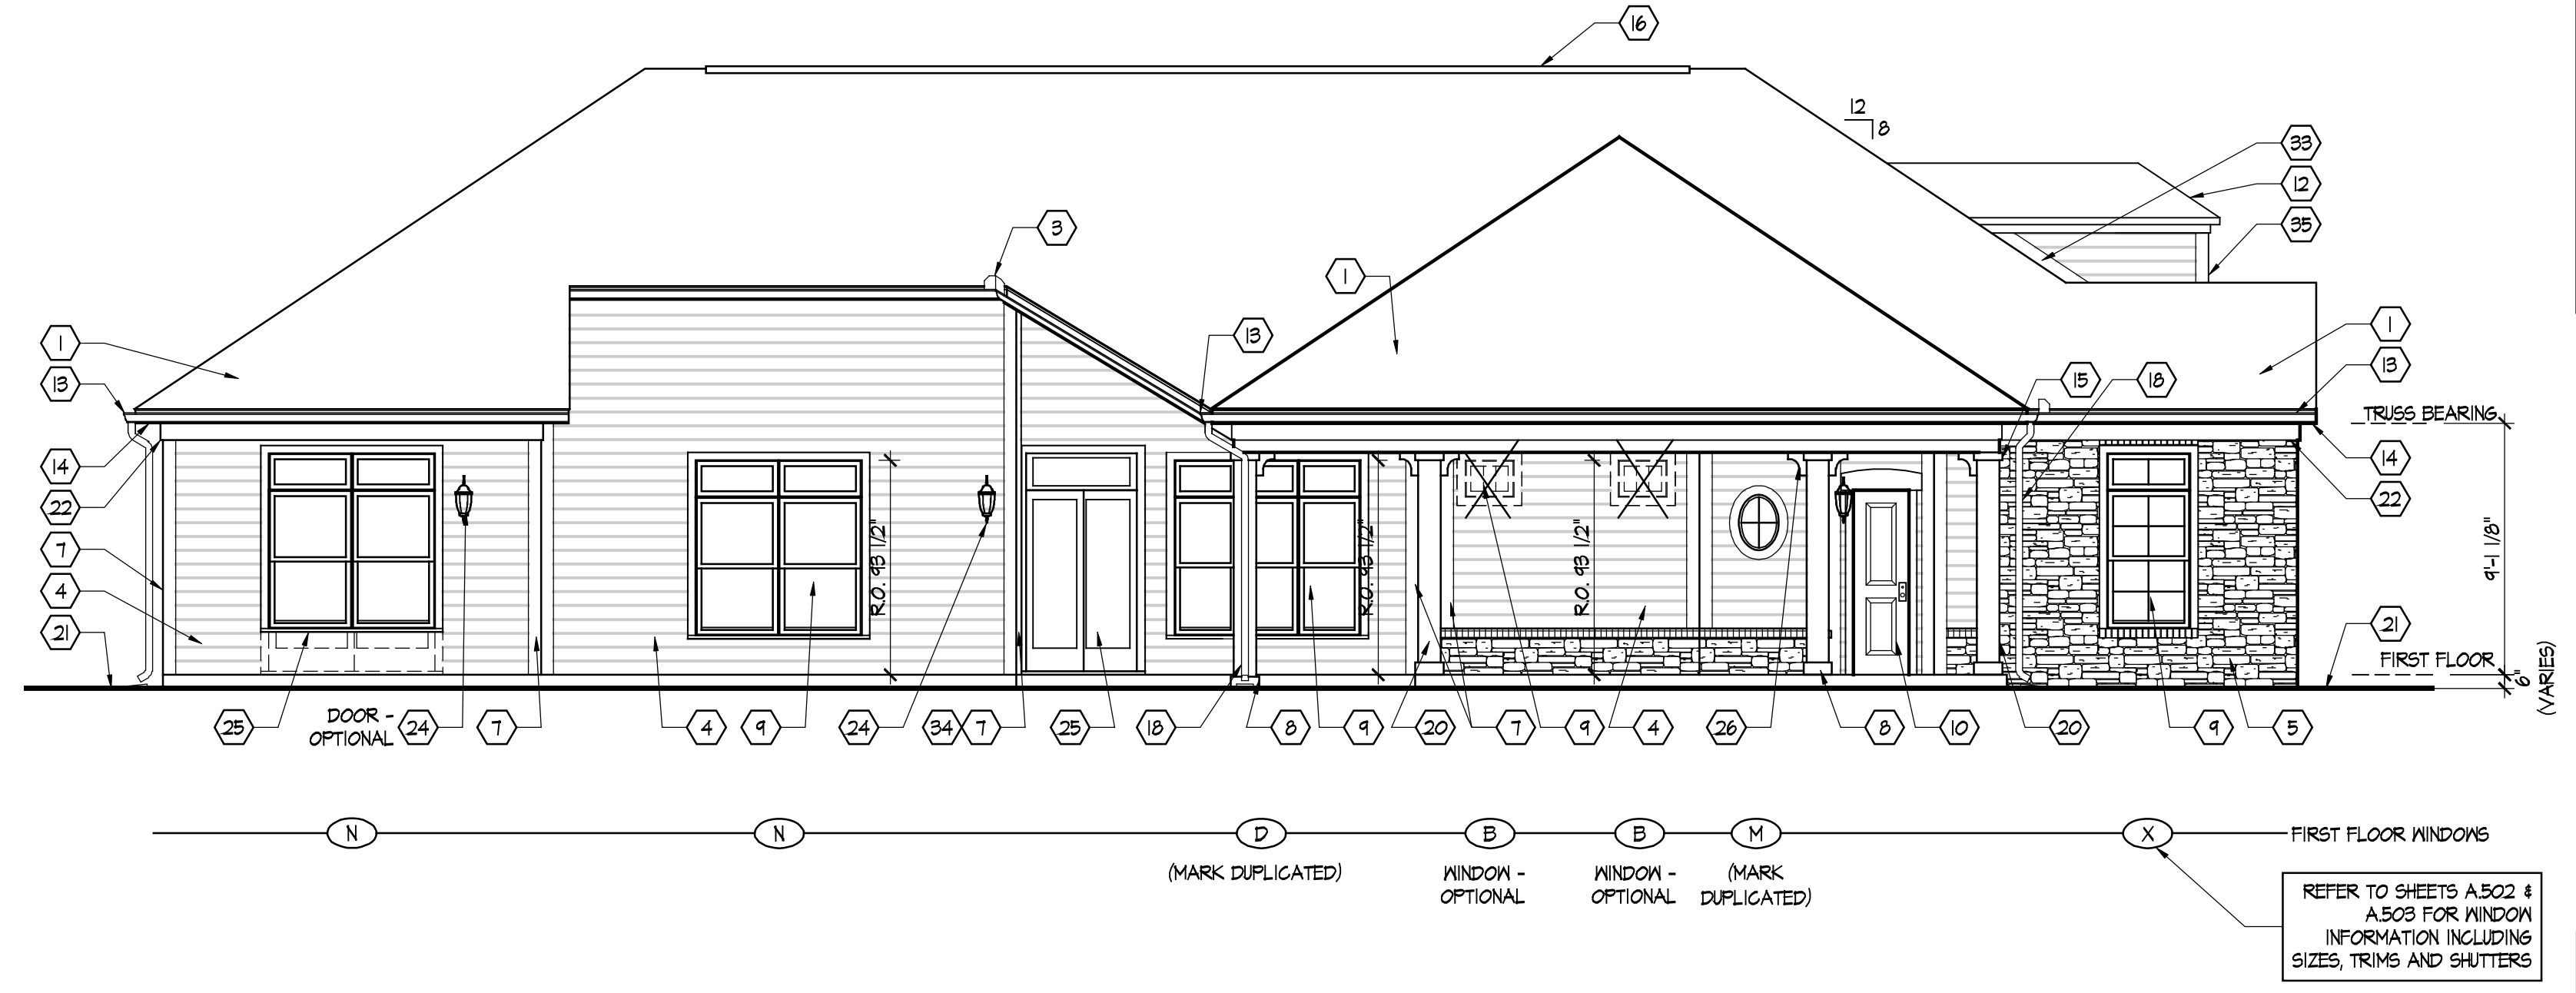 16
12
8
33
12
35
3
1
13
1
13
1
13
15
18
TRUSS BEARING
14
22
7
4
21
14
22
R.O. 93 1/2"
R.O. 93 1/2"
R.O. 93 1/2"
9'-1 1/8"
21
FIRST FLOOR
6"
(VARIES)
25
DOOR -
OPTIONAL
24
7
4
9
24
34
7
25
18
8
9
20
7
9
4
26
8
10
20
9
5
N
N
D
B
B
M
X
FIRST FLOOR WINDOWS
(MARK DUPLICATED)
WINDOW -
OPTIONAL
WINDOW -
OPTIONAL
(MARK
DUPLICATED)
REFER TO SHEETS A.502 &
A.503 FOR WINDOW
INFORMATION INCLUDING
SIZES, TRIMS AND SHUTTERS